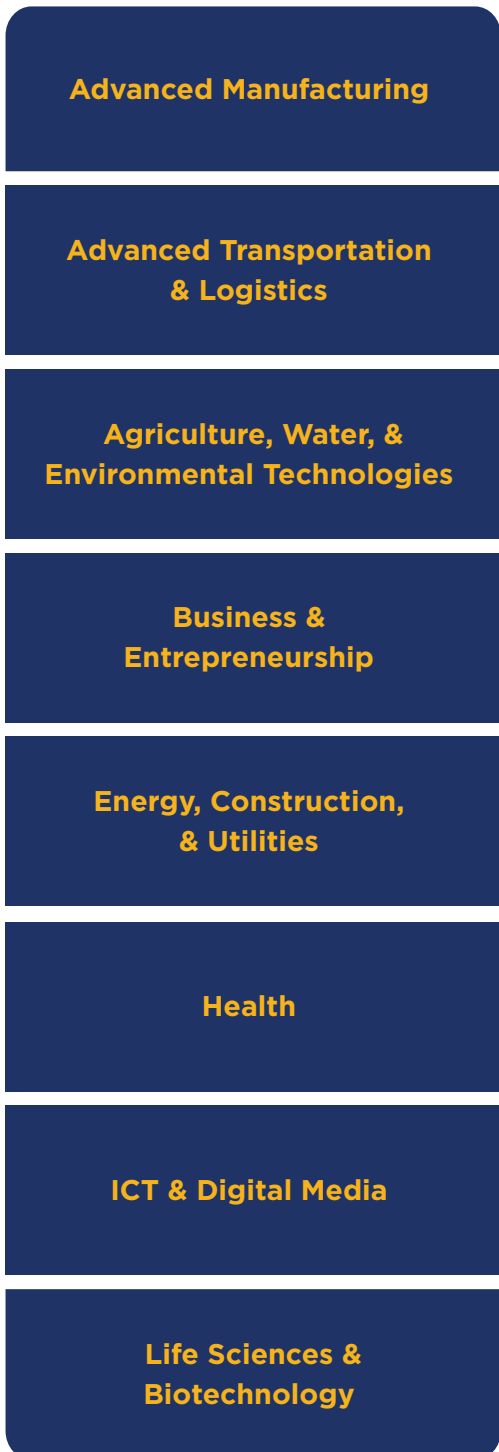 Advanced Manufacturing
Advanced Transportation
& Logistics
Agriculture, Water, &
Environmental Technologies
Business &
Entrepreneurship
Energy, Construction,
& Utilities
Health
ICT & Digital Media
Life Sciences &
Biotechnology